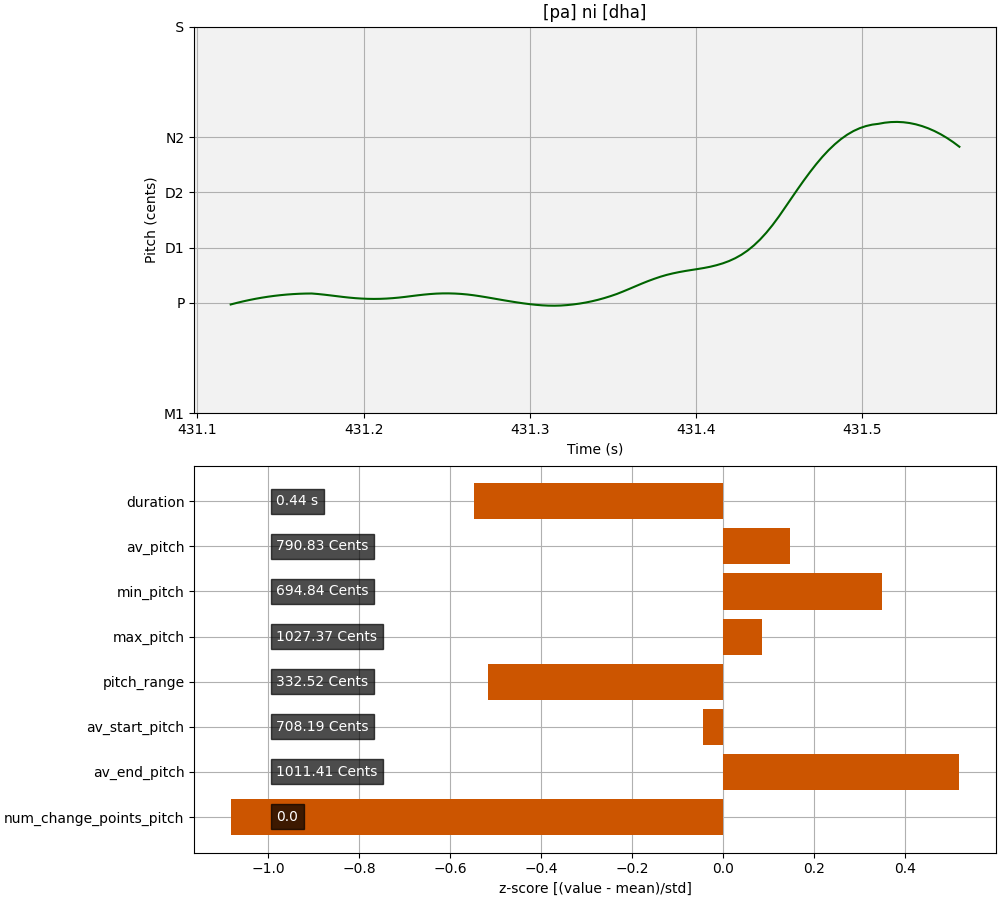 [pa] ni [dha]
S
N2
D2
D1
P
M1
Pitch (cents)
431.1 431.2 431.3 431.4 431.5
Time (s)
duration 0.44 s
av_pitch 790.83 Cents
min_pitch 694.84 Cents
max_pitch 1027.37 Cents
pitch_range 332.52 Cents
av_start_pitch 708.19 Cents
av_end_pitch 1011.41 Cents
num_change_points_pitch 0.0
−1.0 −0.8 −0.6 −0.4 −0.2 0.0 0.2 0.4
z-score [(value - mean)/std]